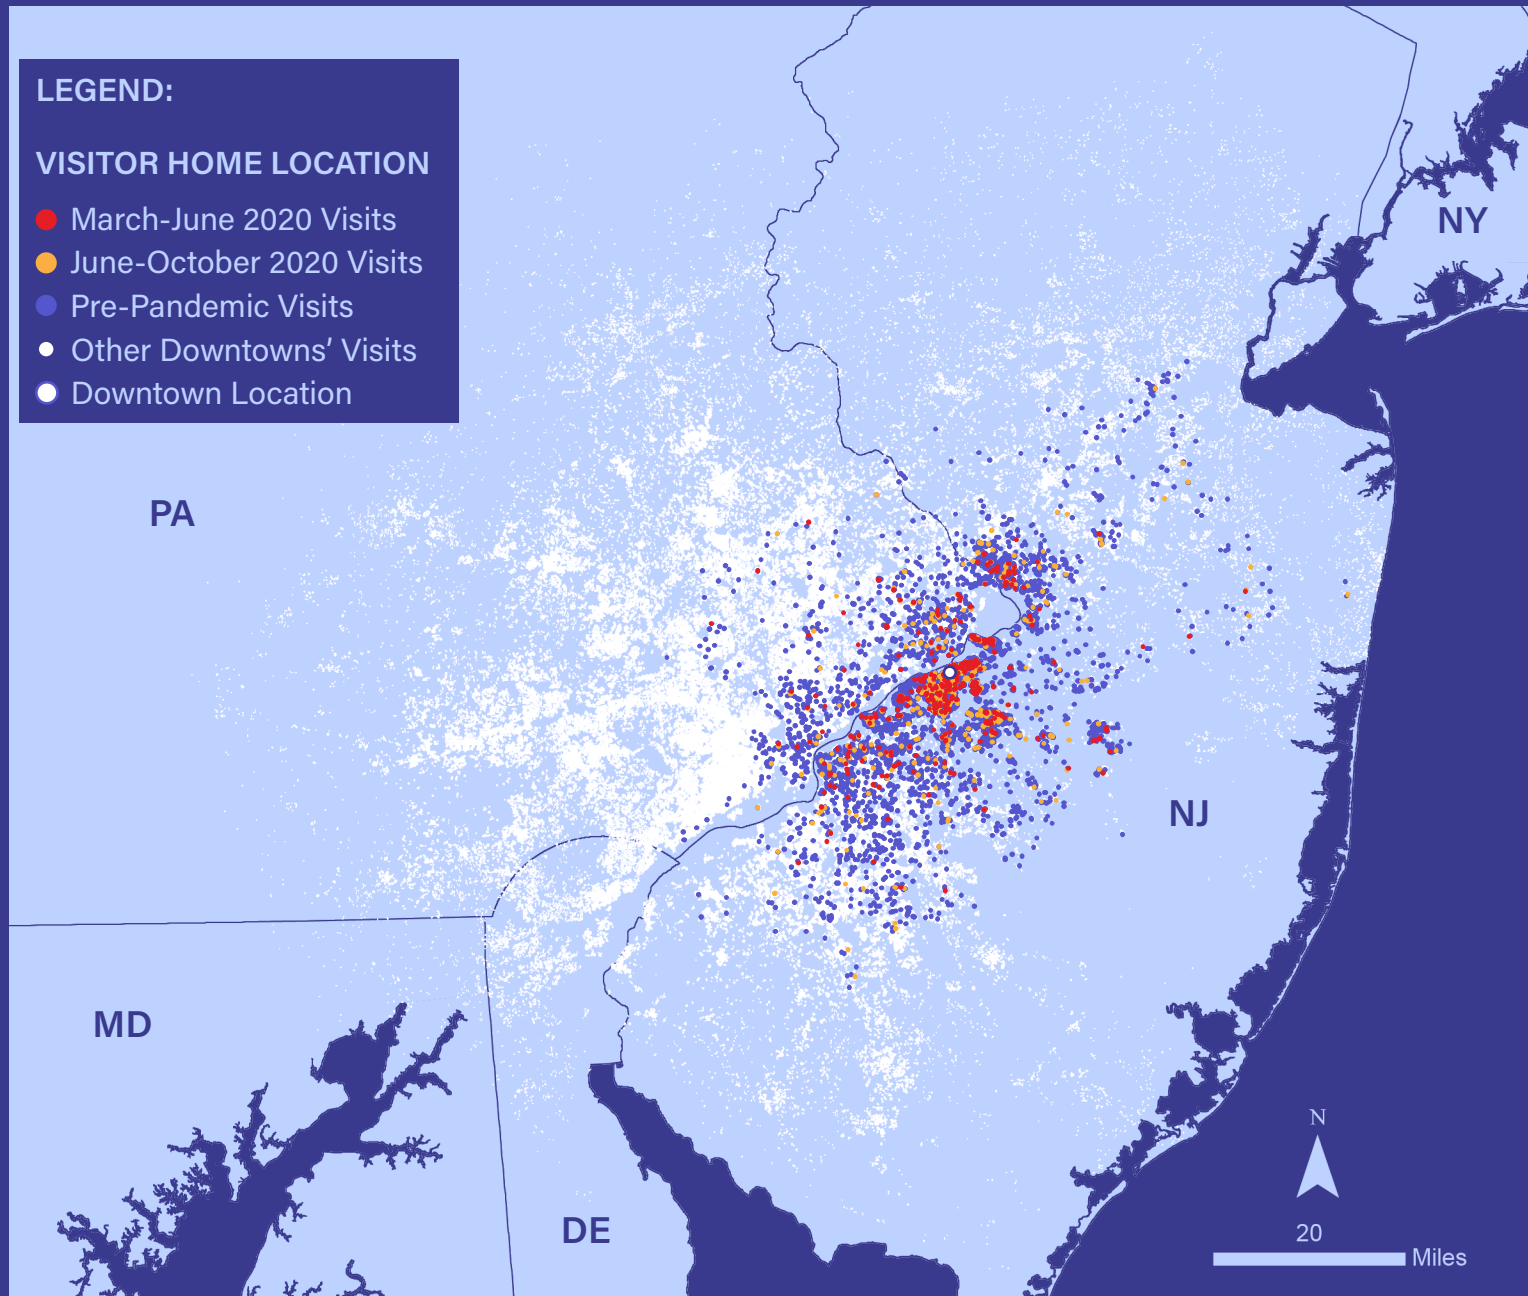 LEGEND:
VISITOR HOME LOCATION
March-June 2020 Visits
June-October 2020 Visits
Pre-Pandemic Visits
Other Downtowns’ Visits
Downtown Location
NY
PA
NJ
MD
N
DE
20
Miles